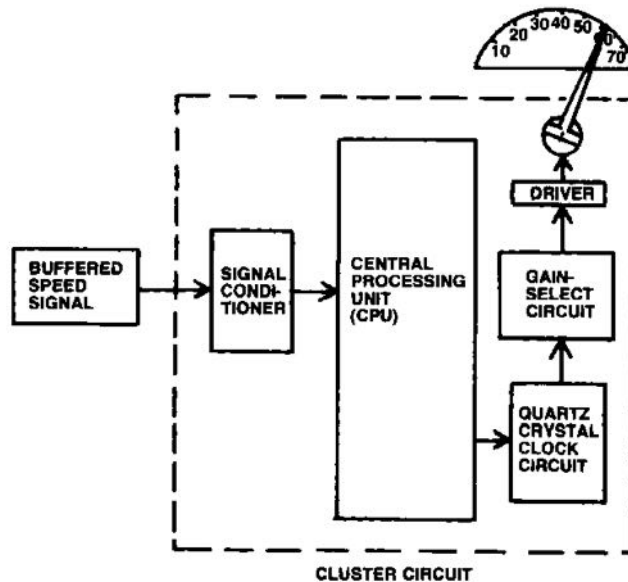 10 20 30 40 50 60 70
DRIVER
BUFFERED
SPEED
SIGNAL
SIGNAL
CONDI-
TIONER
CENTRAL
PROCESSING
UNIT
(CPU)
GAIN-
SELECT
CIRCUIT
QUARTZ
CRYSTAL
CLOCK
CIRCUIT
CLUSTER CIRCUIT